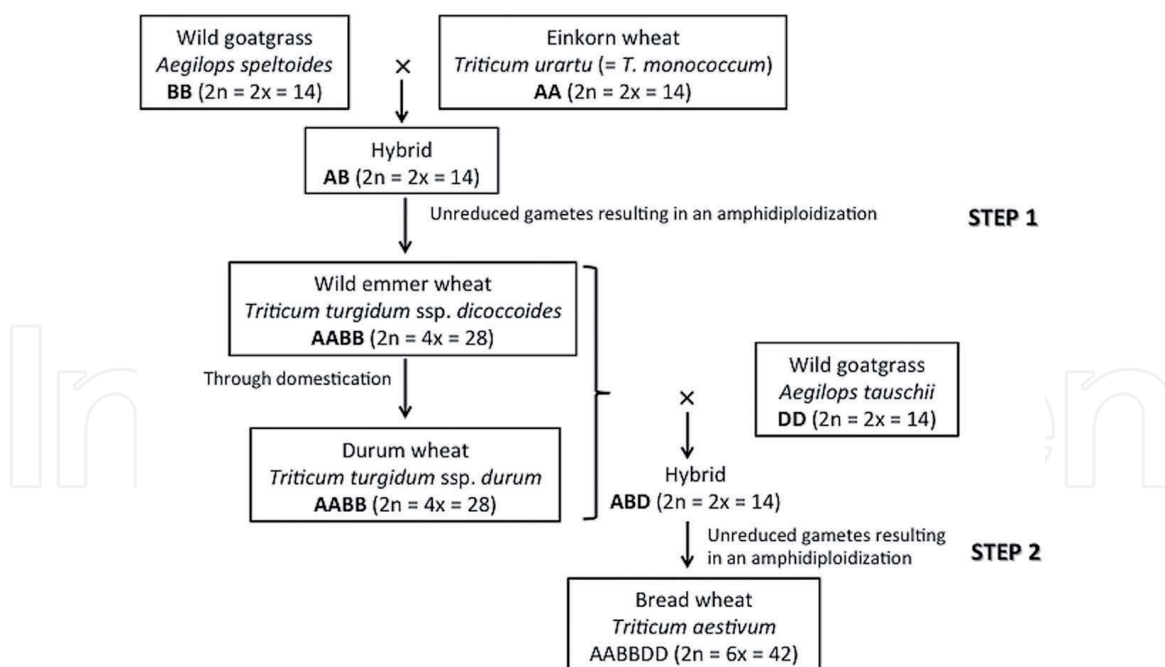 Wild goatgrass
Aegilops speltoides
BB (2n = 2x = 14)
×
Einkorn wheat
Triticum urartu (= T. monococcum)
AA (2n = 2x = 14)
Hybrid
AB (2n = 2x = 14)
Unreduced gametes resulting in an amphidiploidization
STEP 1
Wild emmer wheat
Triticum turgidum ssp. dicoccoides
AABB (2n = 4x = 28)
Through domestication
Durum wheat
Triticum turgidum ssp. durum
AABB (2n = 4x = 28)
×
Wild goatgrass
Aegilops tauschii
DD (2n = 2x = 14)
Hybrid
ABD (2n = 2x = 14)
Unreduced gametes resulting
in an amphidiploidization
STEP 2
Bread wheat
Triticum aestivum
AABBDD (2n = 6x = 42)